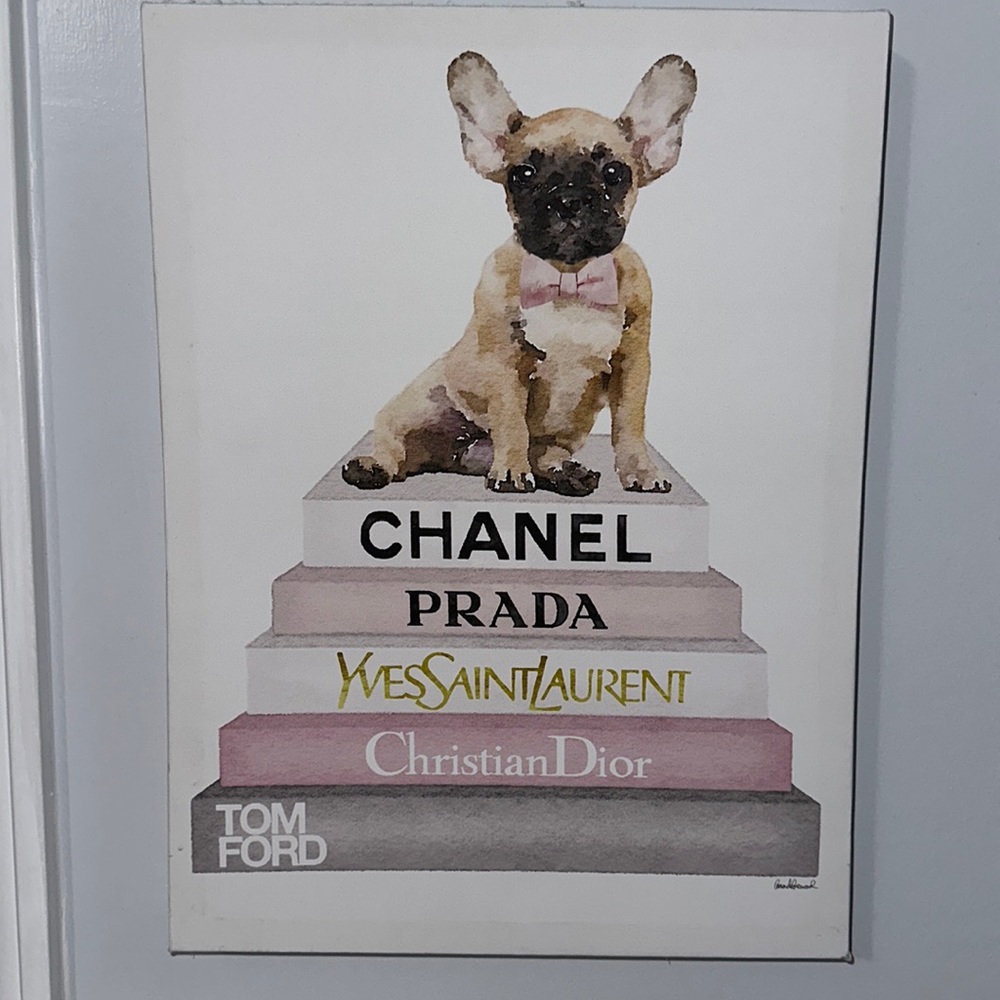 CHANEL
PRADA
YVESSAINTLAURENT
ChristianDior
TOM
FORD